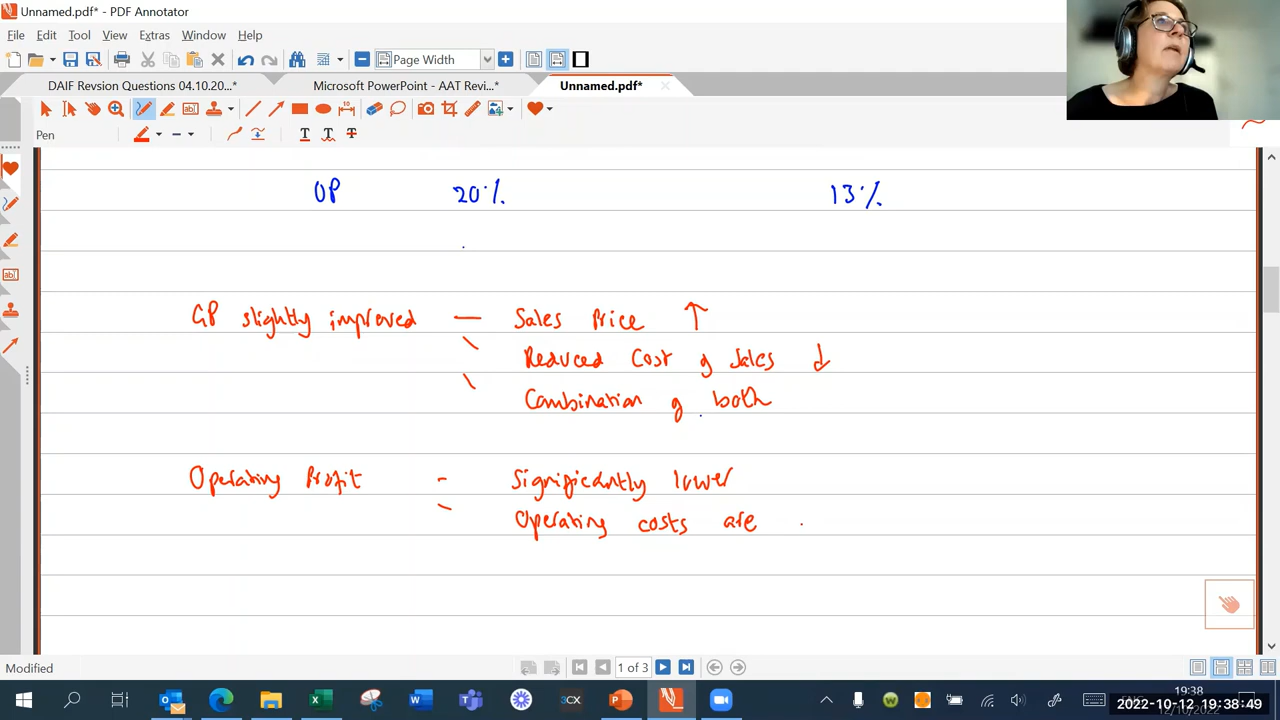 Unnamed.pdf* - PDF Annotator
File Edit Tool View Extras Window Help
Page Width
DAIF Revsion Questions 04.10.20...*
Microsoft PowerPoint - AAT Revi...*
Unnamed.pdf*
Pen
OP 20% 13%
GP slightly improved — Sales Price ↑
Reduced Cost of Sales ↓
Combination of both
Operating Profit - Significantly lower
Operating costs are
Modified
1 of 3
19:38
2022-10-12 19:38:49